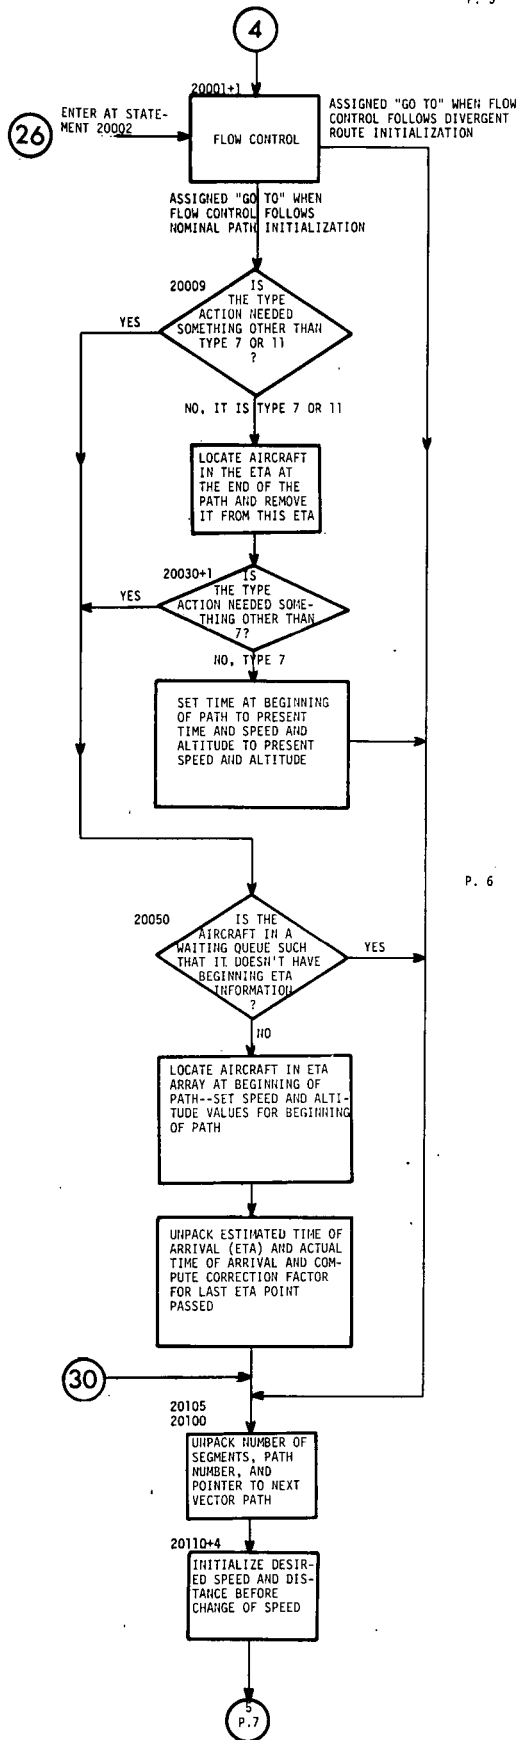 4
20001+1
26
ENTER AT STATE-
MENT 20002
FLOW CONTROL
ASSIGNED "GO TO" WHEN FLOW
CONTROL FOLLOWS DIVERGENT
ROUTE INITIALIZATION
ASSIGNED "GO TO" WHEN
FLOW CONTROL FOLLOWS
NOMINAL PATH INITIALIZATION
20009
IS
THE TYPE
ACTION NEEDED
SOMETHING OTHER THAN
TYPE 7 OR 11
?
YES
NO, IT IS TYPE 7 OR 11
LOCATE AIRCRAFT
IN THE ETA AT
THE END OF THE
PATH AND REMOVE
IT FROM THIS ETA
20030+1
IS
THE TYPE
ACTION NEEDED SOME-
THING OTHER THAN
7?
YES
NO, TYPE 7
SET TIME AT BEGINNING
OF PATH TO PRESENT
TIME AND SPEED AND
ALTITUDE TO PRESENT
SPEED AND ALTITUDE
P. 6
20050
IS THE
AIRCRAFT IN A
WAITING QUEUE SUCH
THAT IT DOESN'T HAVE
BEGINNING ETA
INFORMATION
?
YES
NO
LOCATE AIRCRAFT IN ETA
ARRAY AT BEGINNING OF
PATH--SET SPEED AND ALTI-
TUDE VALUES FOR BEGINNING
OF PATH
UNPACK ESTIMATED TIME OF
ARRIVAL (ETA) AND ACTUAL
TIME OF ARRIVAL AND COM-
PUTE CORRECTION FACTOR
FOR LAST ETA POINT
PASSED
30
20105
20100
UNPACK NUMBER OF
SEGMENTS, PATH
NUMBER, AND
POINTER TO NEXT
VECTOR PATH
20110+4
INITIALIZE DESIR-
ED SPEED AND DIS-
TANCE BEFORE
CHANGE OF SPEED
5
P.7